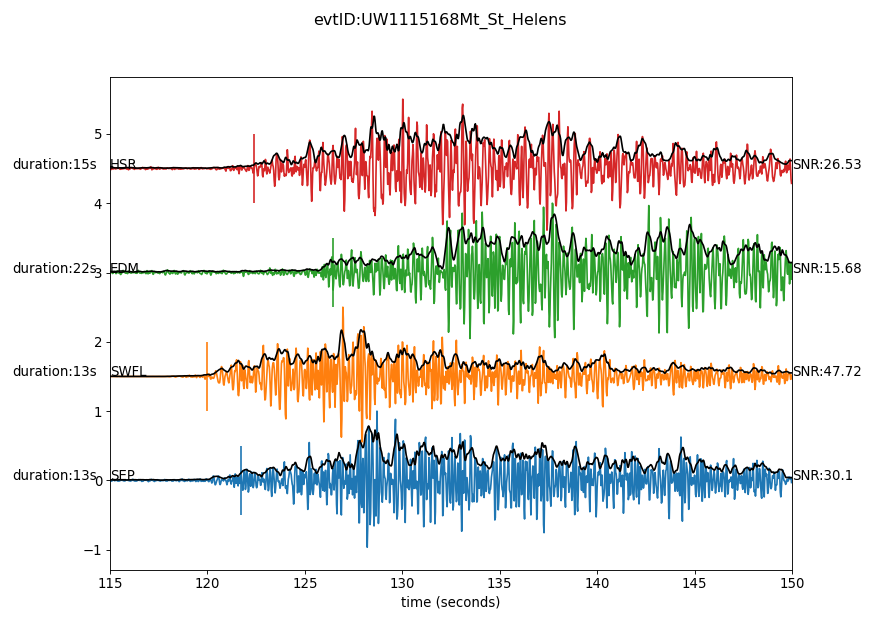 evtID:UW1115168Mt_St_Helens
5
duration:15s HSR SNR:26.53
4
duration:22s EDM SNR:15.68
3
2
duration:13s SWFL SNR:47.72
1
duration:13s SEP SNR:30.1
0
−1
115 120 125 130 135 140 145 150
time (seconds)